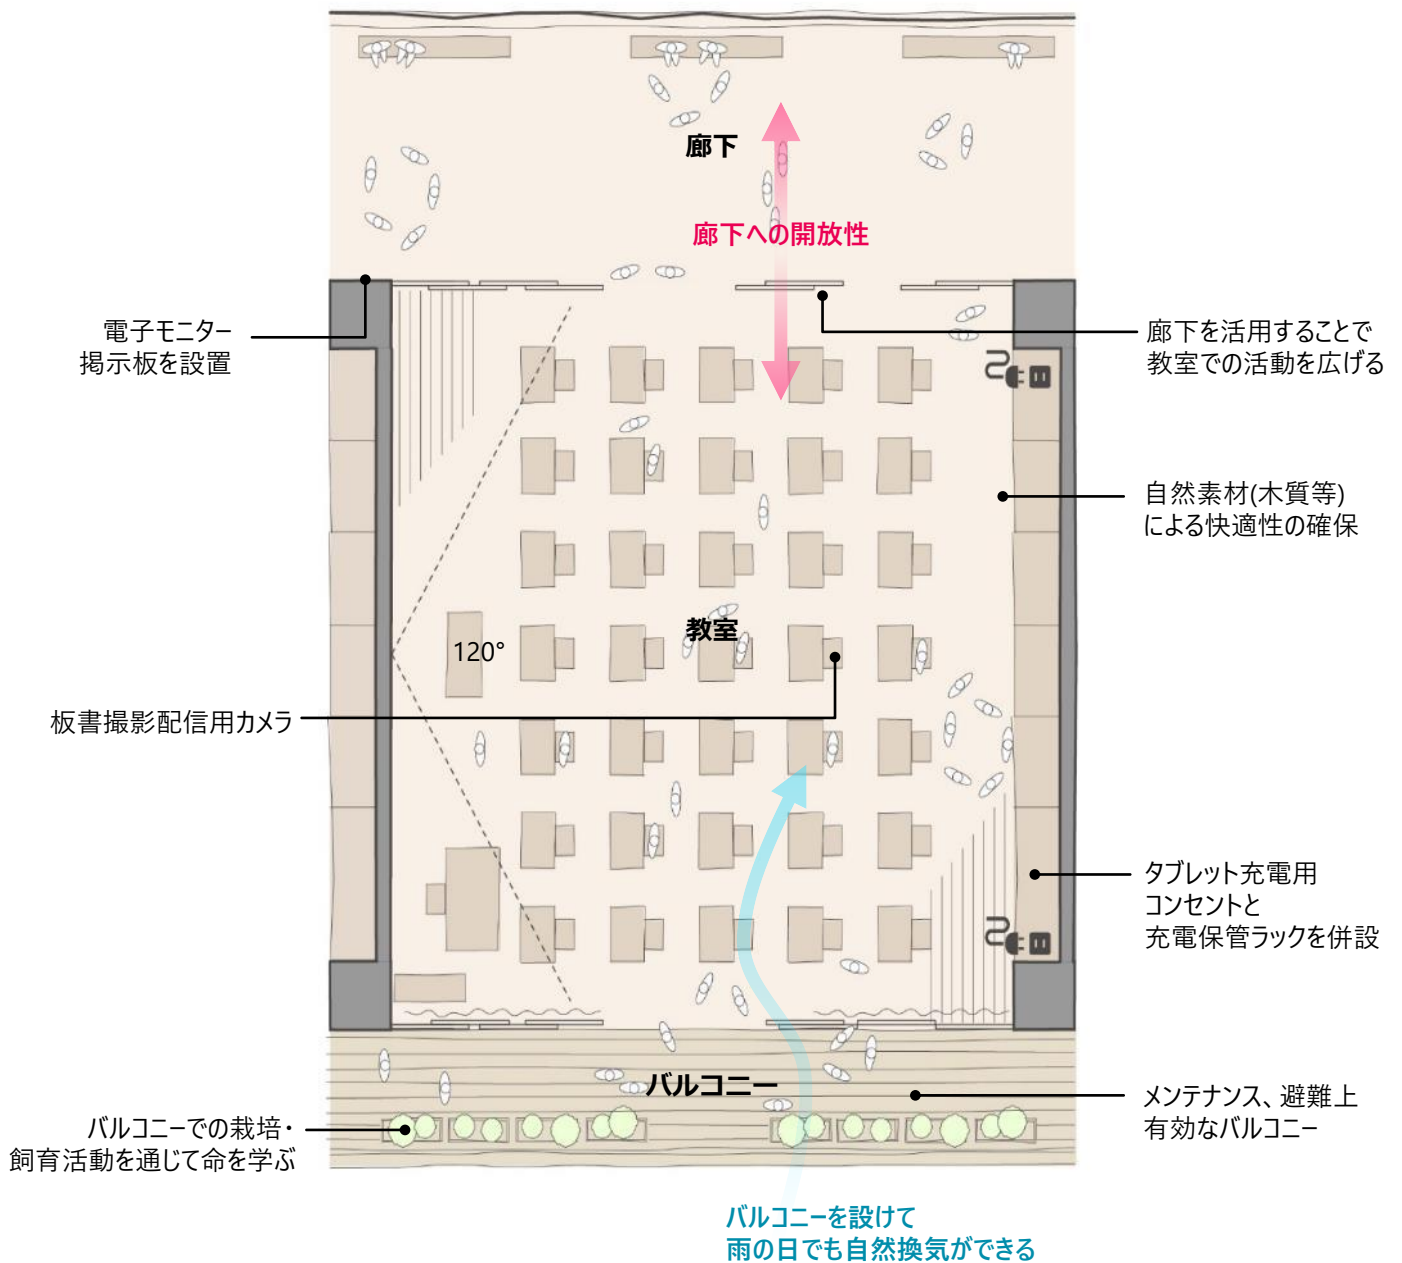 廊下
廊下への開放性
電子モニター
掲示板を設置
廊下を活用することで
教室での活動を広げる
自然素材(木質等)
による快適性の確保
教室
120°
板書撮影配信用カメラ
タブレット充電用
コンセントと
充電保管ラックを併設
バルコニー
メンテナンス、避難上
有効なバルコニー
バルコニーでの栽培・
飼育活動を通じて命を学ぶ
バルコニーを設けて
雨の日でも自然換気ができる